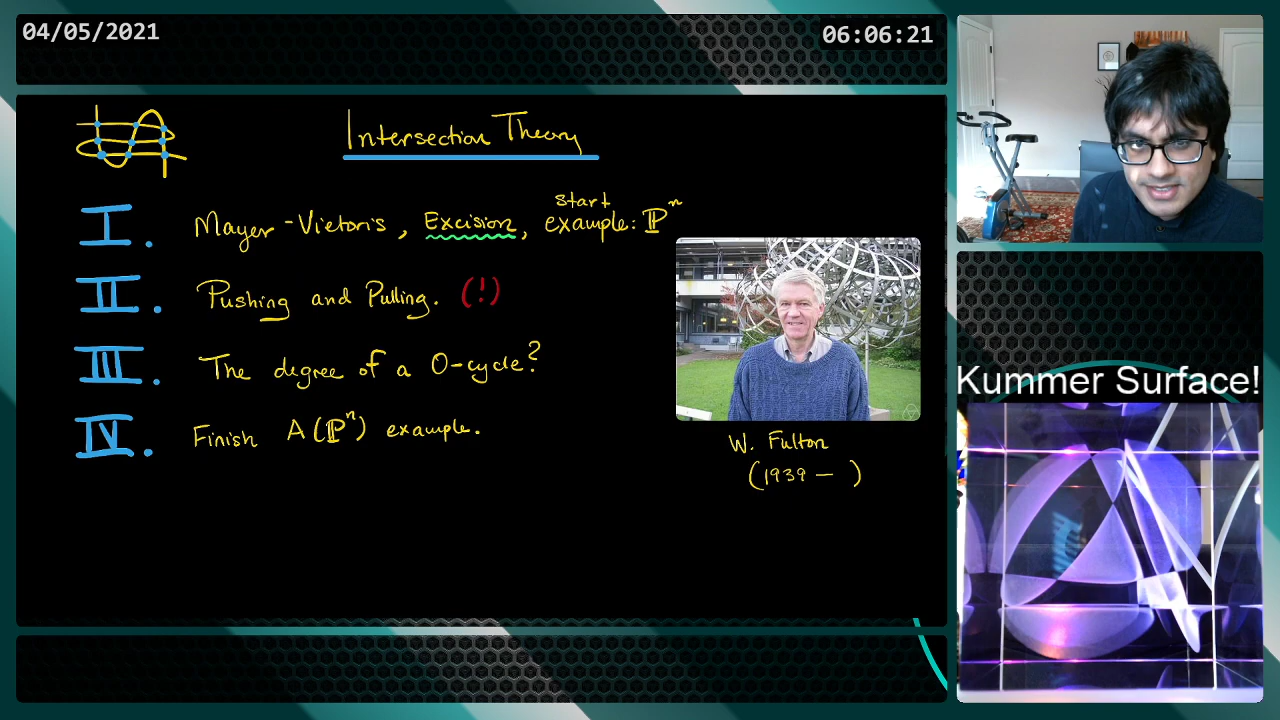 04/05/2021
06:06:21
Intersection Theory
I. Mayer-Vietoris, Excision, start example: ℙⁿ
II. Pushing and Pulling. (!)
III. The degree of a 0-cycle?
IV. Finish A(ℙⁿ) example.
W. Fulton
(1939 — )
Kummer Surface!